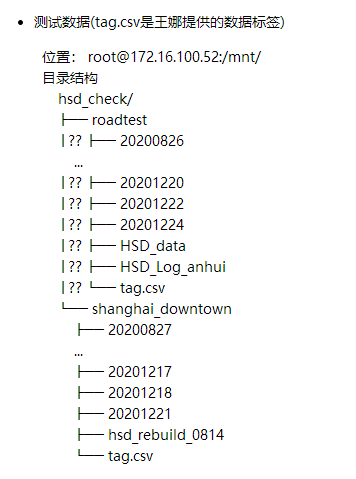 • 测试数据(tag.csv是王娜提供的数据标签)
位置： root@172.16.100.52:/mnt/
目录结构
hsd_check/
├── roadtest
│?? ├── 20200826
...
│?? ├── 20201220
│?? ├── 20201222
│?? ├── 20201224
│?? ├── HSD_data
│?? ├── HSD_Log_anhui
│?? └── tag.csv
└── shanghai_downtown
├── 20200827
...
├── 20201217
├── 20201218
├── 20201221
├── hsd_rebuild_0814
└── tag.csv